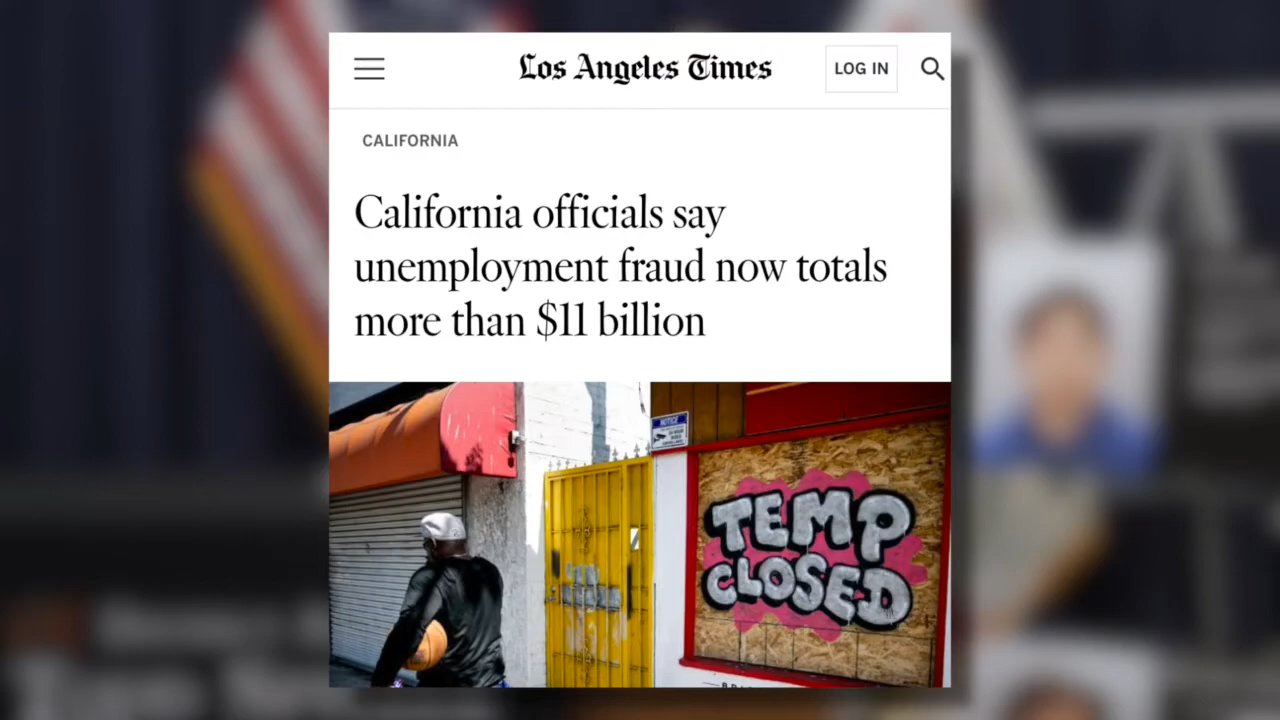 Los Angeles Times
LOG IN
CALIFORNIA
California officials say
unemployment fraud now totals
more than $11 billion
NOTICE
TEMP
CLOSED